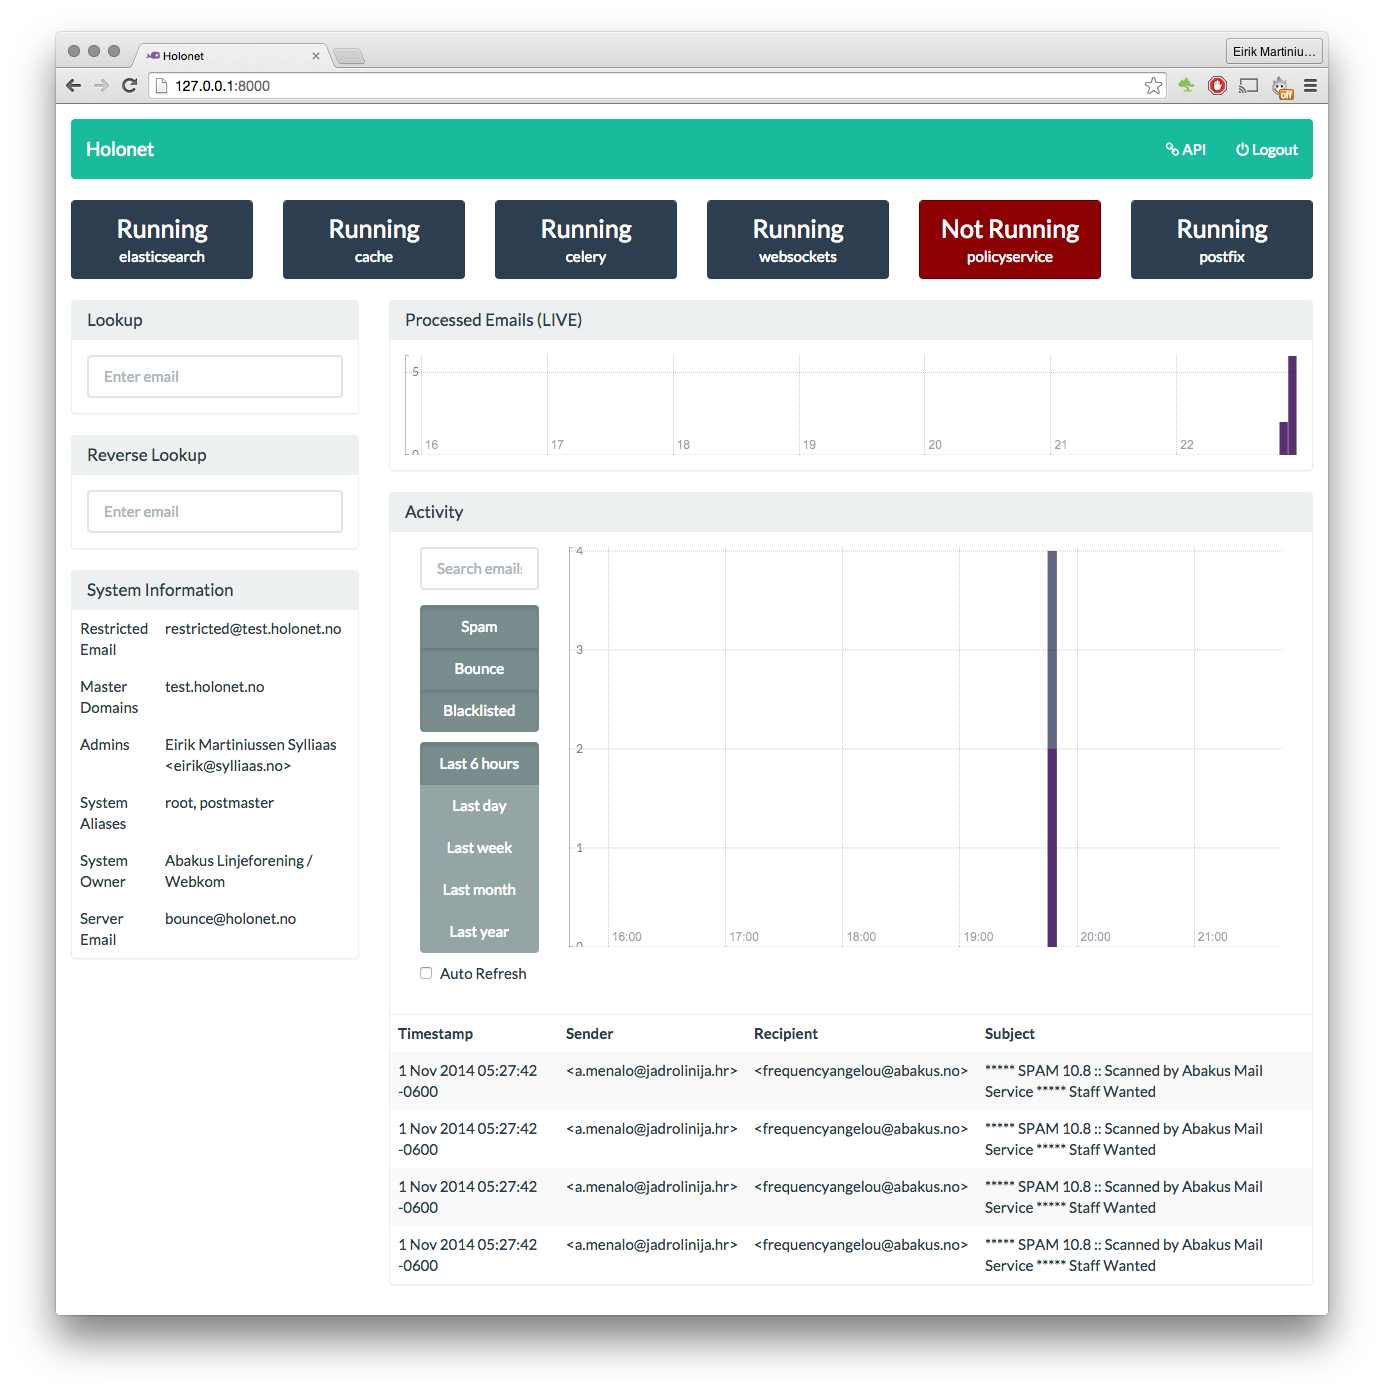 Holonet
Eirik Martiniu...
127.0.0.1:8000
off
Holonet
API
Logout
Running
elasticsearch
Running
cache
Running
celery
Running
websockets
Not Running
policyservice
Running
postfix
Lookup
Enter email
Reverse Lookup
Enter email
System Information
Restricted Email restricted@test.holonet.no
Master Domains test.holonet.no
Admins Eirik Martiniussen Sylliaas
<eirik@sylliaas.no>
System Aliases root, postmaster
System Owner Abakus Linjeforening /
Webkom
Server Email bounce@holonet.no
Processed Emails (LIVE)
5
0
16 17 18 19 20 21 22
Activity
Search emails
Spam
Bounce
Blacklisted
Last 6 hours
Last day
Last week
Last month
Last year
Auto Refresh
4
3
2
1
0
16:00 17:00 18:00 19:00 20:00 21:00
Timestamp Sender Recipient Subject
1 Nov 2014 05:27:42 <a.menalo@jadrolinija.hr> <frequencyangelou@abakus.no> ***** SPAM 10.8 :: Scanned by Abakus Mail
-0600 Service ***** Staff Wanted
1 Nov 2014 05:27:42 <a.menalo@jadrolinija.hr> <frequencyangelou@abakus.no> ***** SPAM 10.8 :: Scanned by Abakus Mail
-0600 Service ***** Staff Wanted
1 Nov 2014 05:27:42 <a.menalo@jadrolinija.hr> <frequencyangelou@abakus.no> ***** SPAM 10.8 :: Scanned by Abakus Mail
-0600 Service ***** Staff Wanted
1 Nov 2014 05:27:42 <a.menalo@jadrolinija.hr> <frequencyangelou@abakus.no> ***** SPAM 10.8 :: Scanned by Abakus Mail
-0600 Service ***** Staff Wanted